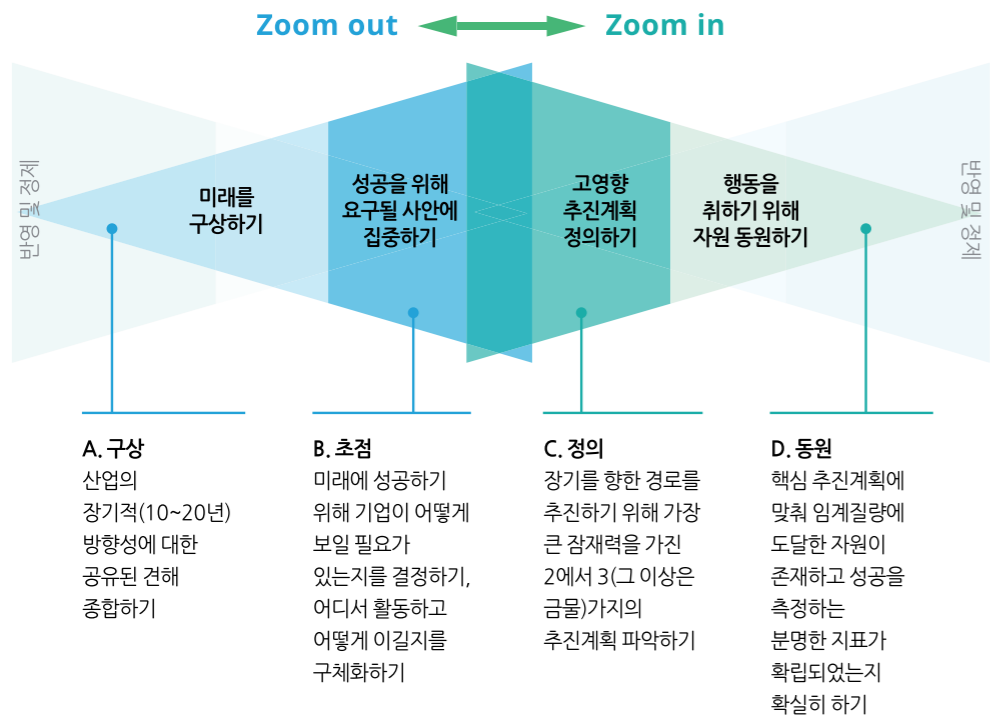 Zoom out
Zoom in
반영 및 정제
미래를
구상하기
성공을 위해
요구될 사안에
집중하기
고영향
추진계획
정의하기
행동을
취하기 위해
자원 동원하기
반영 및 정제
A. 구상
산업의
장기적(10~20년)
방향성에 대한
공유된 견해
종합하기
B. 초점
미래에 성공하기
위해 기업이 어떻게
보일 필요가
있는지를 결정하기,
어디서 활동하고
어떻게 이길지를
구체화하기
C. 정의
장기를 향한 경로를
추진하기 위해 가장
큰 잠재력을 가진
2에서 3(그 이상은
금물)가지의
추진계획 파악하기
D. 동원
핵심 추진계획에
맞춰 임계질량에
도달한 자원이
존재하고 성공을
측정하는
분명한 지표가
확립되었는지
확실히 하기